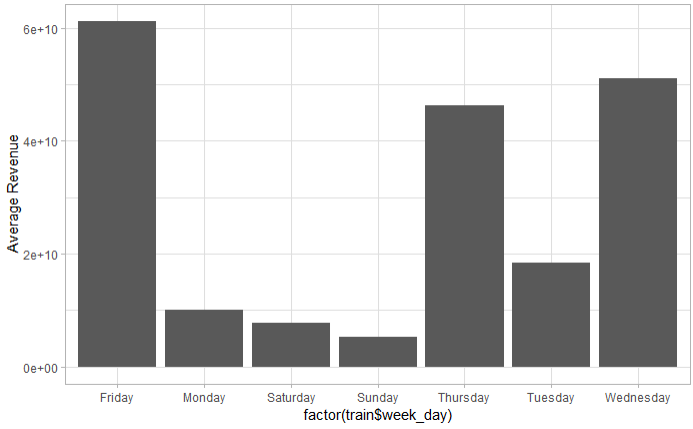 Average Revenue
6e+10
4e+10
2e+10
0e+00
Friday Monday Saturday Sunday Thursday Tuesday Wednesday
factor(train$week_day)